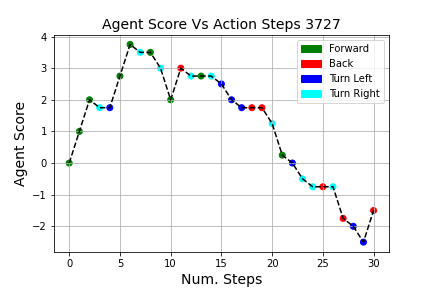 Agent Score Vs Action Steps 3727
4
3
2
1
0
−1
−2
Agent Score
Forward
Back
Turn Left
Turn Right
0 5 10 15 20 25 30
Num. Steps